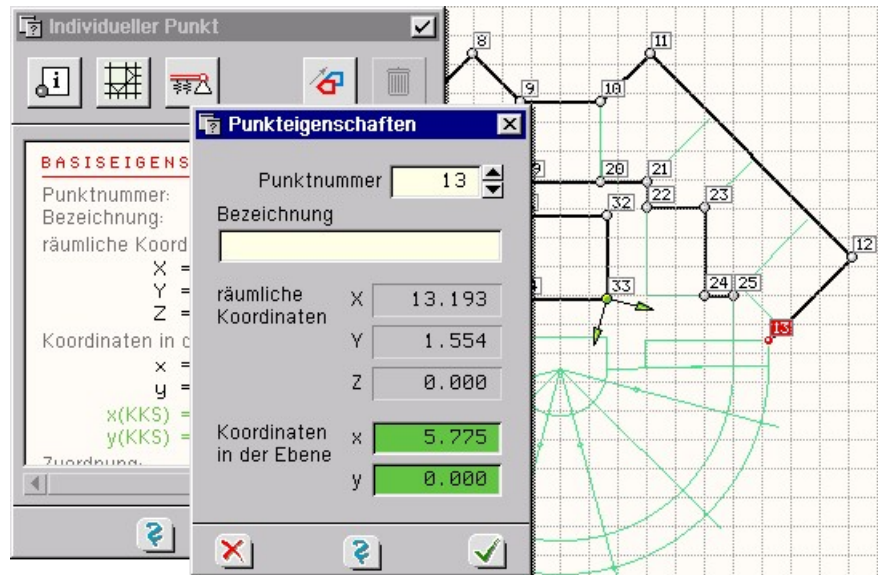 Individueller Punkt
i
BASISEIGENS
Punktnummer:
Bezeichnung:
räumliche Koord
X =
Y =
Z =
Koordinaten in d
x =
y =
x(KKS) =
y(KKS) =
Zuordnung:
Punkteigenschaften
Punktnummer 13
Bezeichnung
räumliche Koordinaten
X 13.193
Y 1.554
Z 0.000
Koordinaten in der Ebene
x 5.775
y 0.000
8
11
9
10
9
20
21
22
23
32
12
4
33
24
25
13